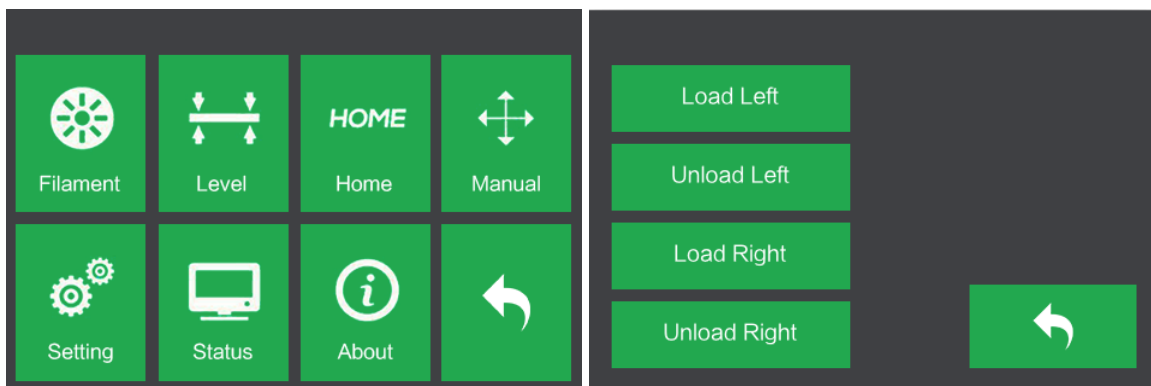 HOME
Filament
Level
Home
Manual
Setting
Status
About
Load Left
Unload Left
Load Right
Unload Right